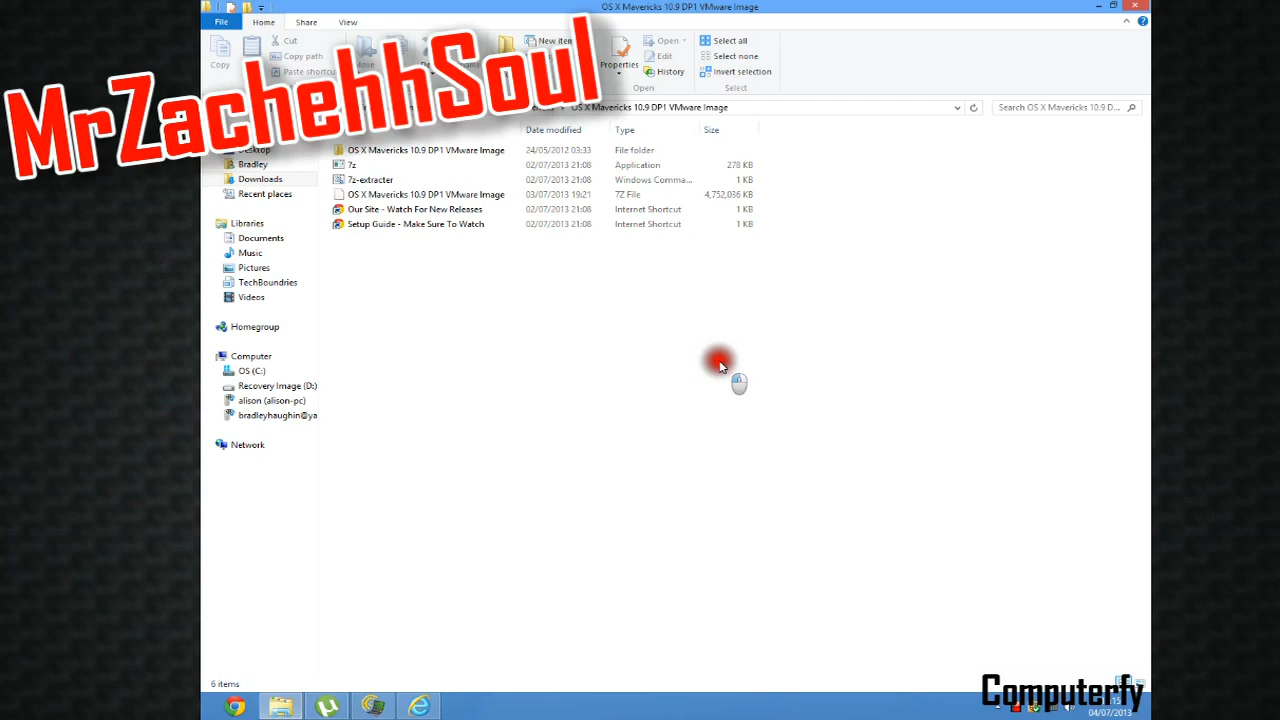 OS X Mavericks 10.9 DP1 VMware Image
File Home Share View
Copy
Cut
Copy path
Paste shortcut
New item
Properties
Open
Edit
History
Open
Select all
Select none
Invert selection
Select
MrZachehhSoul
OS X Mavericks 10.9 DP1 VMware Image
Search OS X Mavericks 10.9 D...
Date modified Type Size
Desktop
Bradley
Downloads
Recent places
Libraries
Documents
Music
Pictures
TechBoundries
Videos
Homegroup
Computer
OS (C:)
Recovery Image (D:)
alison (alison-pc)
bradleyhaughin@ya
Network
OS X Mavericks 10.9 DP1 VMware Image 24/05/2012 03:33 File folder
7z 02/07/2013 21:08 Application 278 KB
7z-extracter 02/07/2013 21:08 Windows Comma... 1 KB
OS X Mavericks 10.9 DP1 VMware Image 03/07/2013 19:21 7Z File 4,752,036 KB
Our Site - Watch For New Releases 02/07/2013 21:08 Internet Shortcut 1 KB
Setup Guide - Make Sure To Watch 02/07/2013 21:08 Internet Shortcut 1 KB
6 items
Computerfy
04/07/2013